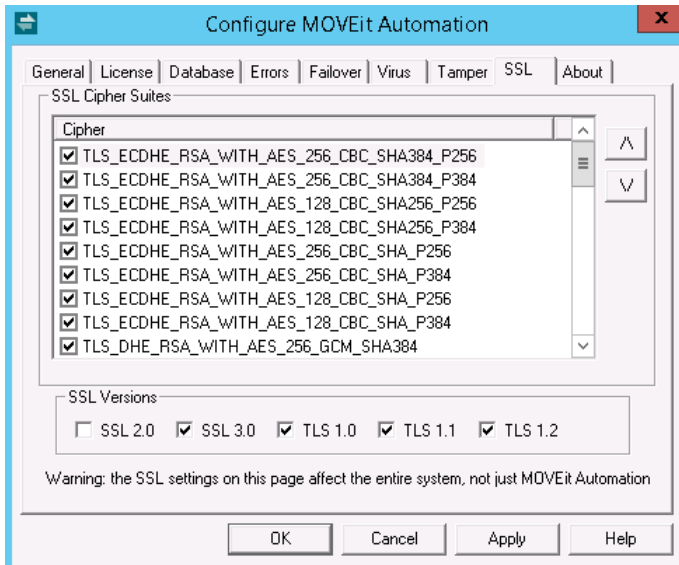 Configure MOVEit Automation
x
General License Database Errors Failover Virus Tamper SSL About
SSL Cipher Suites
Cipher
TLS_ECDHE_RSA_WITH_AES_256_CBC_SHA384_P256
TLS_ECDHE_RSA_WITH_AES_256_CBC_SHA384_P384
TLS_ECDHE_RSA_WITH_AES_128_CBC_SHA256_P256
TLS_ECDHE_RSA_WITH_AES_128_CBC_SHA256_P384
TLS_ECDHE_RSA_WITH_AES_256_CBC_SHA_P256
TLS_ECDHE_RSA_WITH_AES_256_CBC_SHA_P384
TLS_ECDHE_RSA_WITH_AES_128_CBC_SHA_P256
TLS_ECDHE_RSA_WITH_AES_128_CBC_SHA_P384
TLS_DHE_RSA_WITH_AES_256_GCM_SHA384
/\
\/
SSL Versions
SSL 2.0 SSL 3.0 TLS 1.0 TLS 1.1 TLS 1.2
Warning: the SSL settings on this page affect the entire system, not just MOVEit Automation
OK Cancel Apply Help